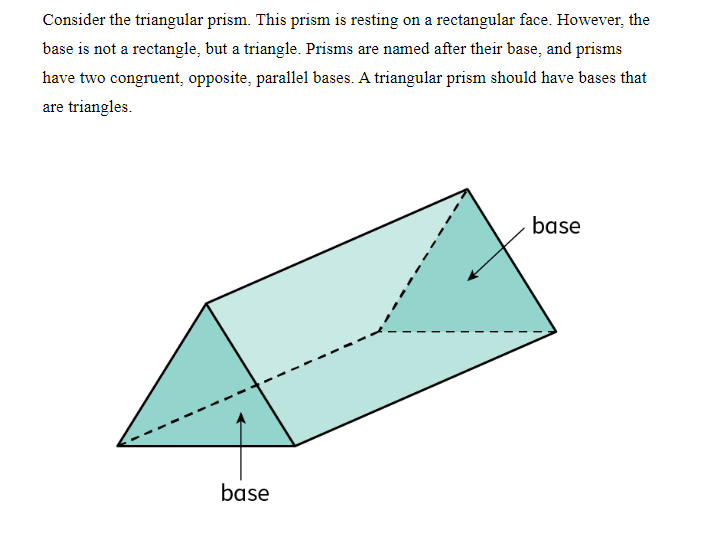 Consider the triangular prism. This prism is resting on a rectangular face. However, the
base is not a rectangle, but a triangle. Prisms are named after their base, and prisms
have two congruent, opposite, parallel bases. A triangular prism should have bases that
are triangles.
base
base